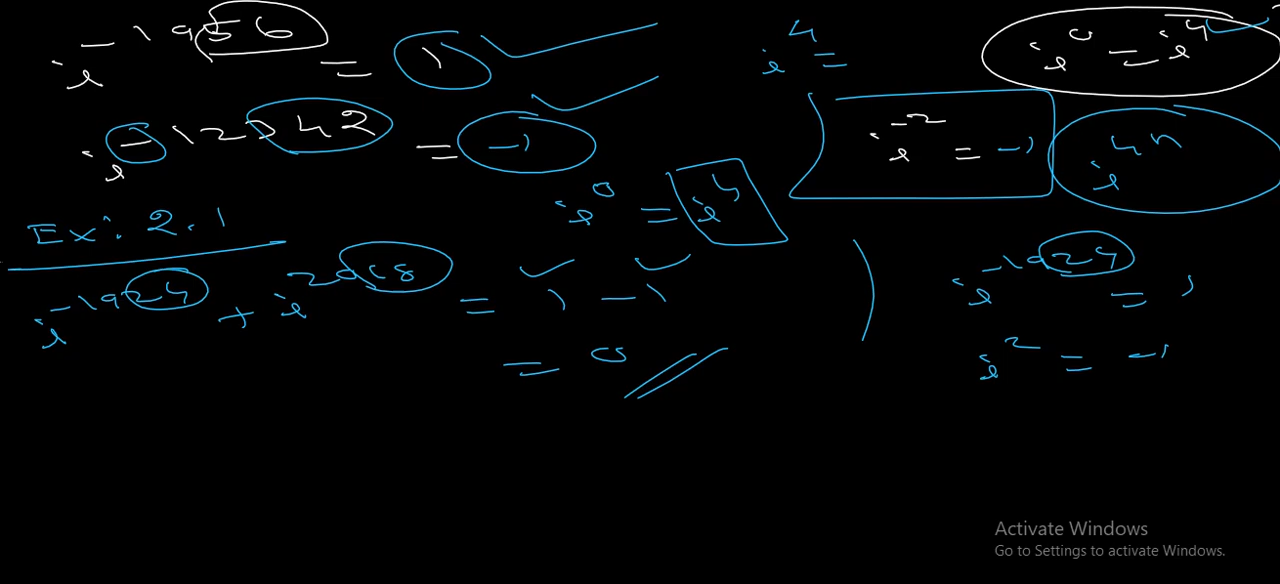 i^-1956 = 1
i^4 =
i^0 = i^4
i^-12342 = -1
i^-2 = -1
i^4n
i^0 = i^4
Ex: 2.1
i^-1924 + i^2018 = 1 - 1
= 0
i^-1924 = 1
i^2 = -1
Activate Windows
Go to Settings to activate Windows.